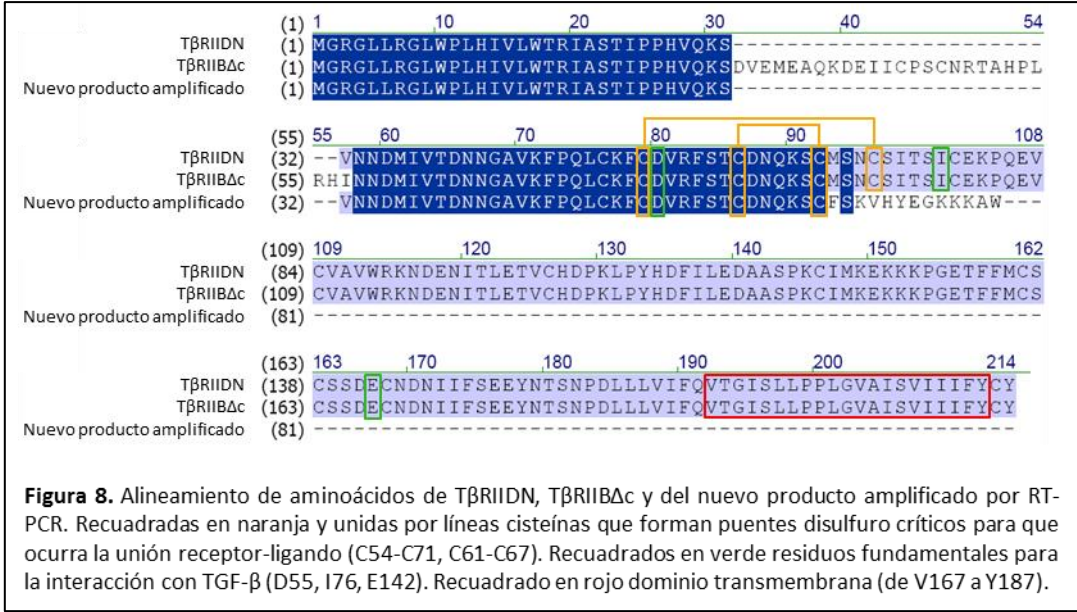 (1) 1 10 20 30 40 54
TβRIIDN (1) MGRGLLRGLWPLHIVLWTRIASTIPPHVQKS-----------------------
TβRIIBΔc (1) MGRGLLRGLWPLHIVLWTRIASTIPPHVQKSDVEMEAQKDEIICPSCNRTAHPL
Nuevo producto amplificado (1) MGRGLLRGLWPLHIVLWTRIASTIPPHVQKS-----------------------
(55) 55 60 70 80 90 108
TβRIIDN (32) --VNNDMIVTDNNGAVKFPQLCKFCDVRFSTCDNQKSCMSNCSITSICEKPQEV
TβRIIBΔc (55) RHINNDMIVTDNNGAVKFPQLCKFCDVRFSTCDNQKSCMSNCSITSICEKPQEV
Nuevo producto amplificado (32) --VNNDMIVTDNNGAVKFPQLCKFCDVRFSTCDNQKSCFSKVHYEGKKKAW---
(109) 109 120 130 140 150 162
TβRIIDN (84) CVAVWRKNDENITLETVCHDPKLPYHDFILEDAASPKCIMKEKKKPGETFFMCS
TβRIIBΔc (109) CVAVWRKNDENITLETVCHDPKLPYHDFILEDAASPKCIMKEKKKPGETFFMCS
Nuevo producto amplificado (81) ------------------------------------------------------
(163) 163 170 180 192 200 214
TβRIIDN (138) CSSDECNDNIIFSEEYNTSNPDLLLVIFQVTGISLLPPLGVAISVIIIFYCY
TβRIIBΔc (163) CSSDECNDNIIFSEEYNTSNPDLLLVIFQVTGISLLPPLGVAISVIIIFYCY
Nuevo producto amplificado (81) ----------------------------------------------------
Figura 8. Alineamiento de aminoácidos de TβRIIDN, TβRIIBΔc y del nuevo producto amplificado por RT-
PCR. Recuadradas en naranja y unidas por líneas cisteínas que forman puentes disulfuro críticos para que
ocurra la unión receptor-ligando (C54-C71, C61-C67). Recuadrados en verde residuos fundamentales para
la interacción con TGF-β (D55, I76, E142). Recuadrado en rojo dominio transmembrana (de V167 a Y187).